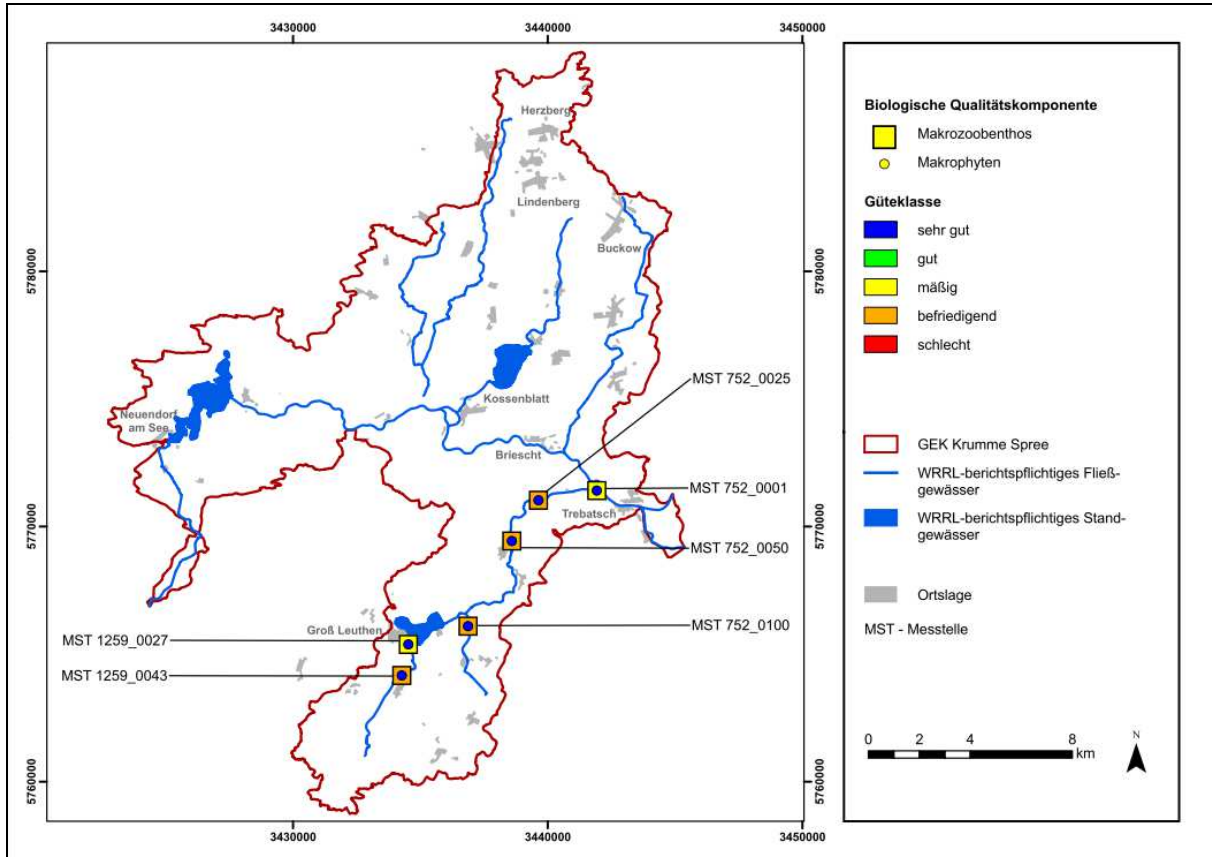 3430000
3440000
3450000
5780000
5770000
5760000
Herzberg
Lindenberg
Buckow
Neuendorf
am See
Kossenblatt
Briescht
Trebatsch
Groß Leuthen
MST 752_0025
MST 752_0001
MST 752_0050
MST 752_0100
MST 1259_0027
MST 1259_0043
5780000
5770000
5760000
3430000
3440000
3450000
Biologische Qualitätskomponente
Makrozoobenthos
Makrophyten
Güteklasse
sehr gut
gut
mäßig
befriedigend
schlecht
GEK Krumme Spree
WRRL-berichtspflichtiges Fließ-
gewässer
WRRL-berichtspflichtiges Stand-
gewässer
Ortslage
MST - Messtelle
0 2 4 8
km
N